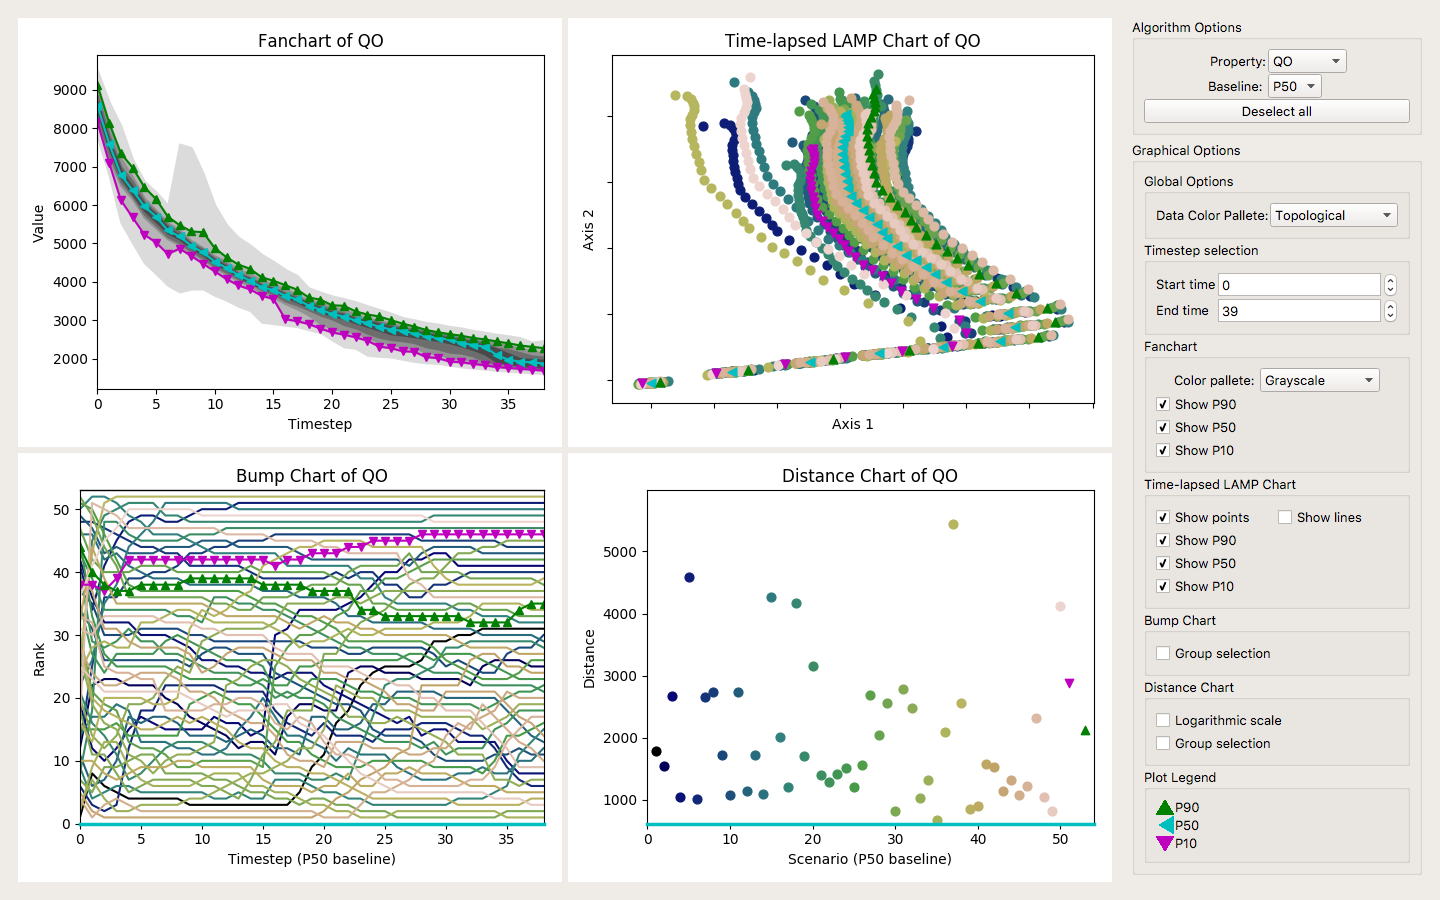 Fanchart of QO
9000
8000
7000
6000
5000
4000
3000
2000
Value
0 5 10 15 20 25 30 35
Timestep
Time-lapsed LAMP Chart of QO
Axis 2
Axis 1
Bump Chart of QO
50
40
30
20
10
0
Rank
0 5 10 15 20 25 30 35
Timestep (P50 baseline)
Distance Chart of QO
5000
4000
3000
2000
1000
Distance
0 10 20 30 40 50
Scenario (P50 baseline)
Algorithm Options
Property: QO
Baseline: P50
Deselect all
Graphical Options
Global Options
Data Color Pallete: Topological
Timestep selection
Start time 0
End time 39
Fanchart
Color pallete: Grayscale
Show P90
Show P50
Show P10
Time-lapsed LAMP Chart
Show points Show lines
Show P90
Show P50
Show P10
Bump Chart
Group selection
Distance Chart
Logarithmic scale
Group selection
Plot Legend
P90
P50
P10